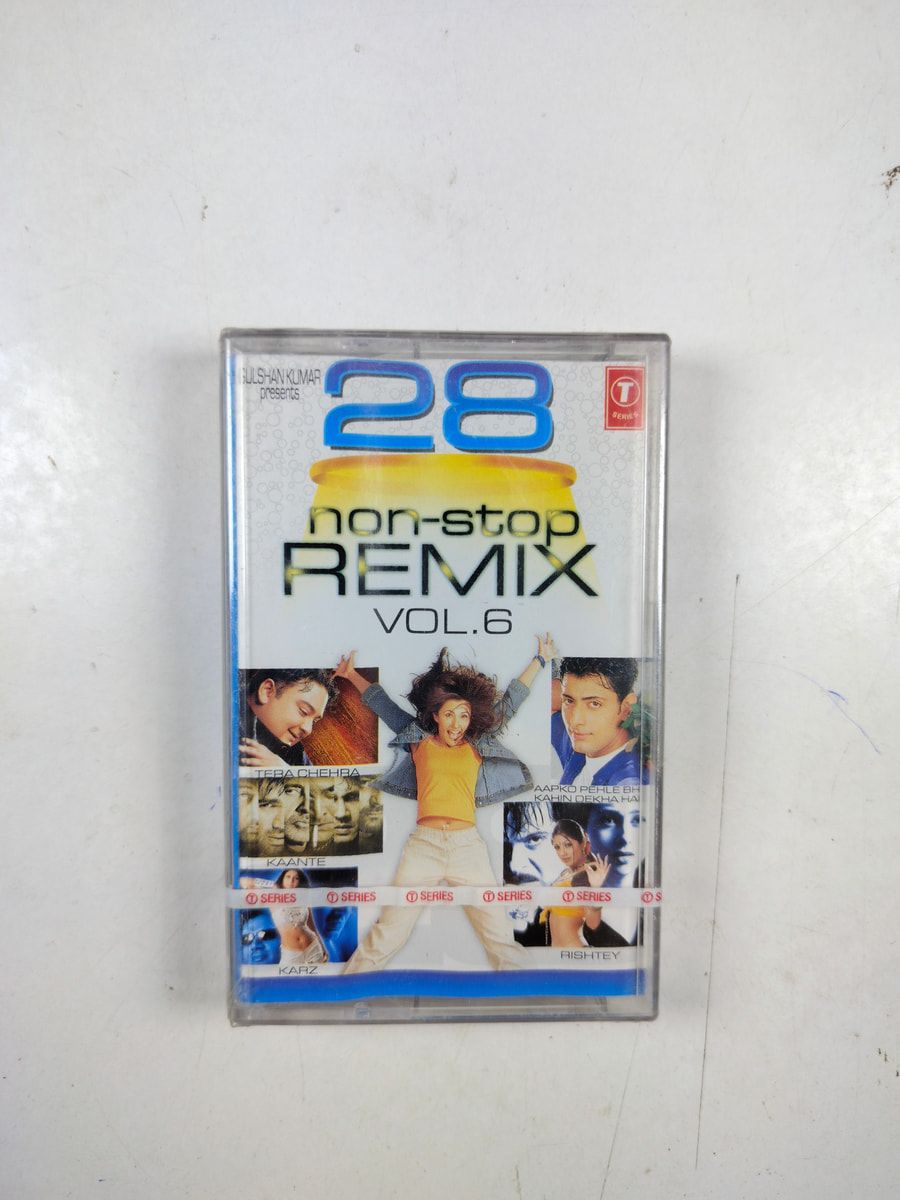 GULSHAN KUMAR
presents
28
T
SERIES
non-stop
REMIX
VOL.6
TERA CHEHRA
AAPKO PEHLE BH
KAHIN DEKHA HAI
KAANTE
T SERIES T SERIES T SERIES T SERIES T SERIES T S
KARZ
RISHTEY